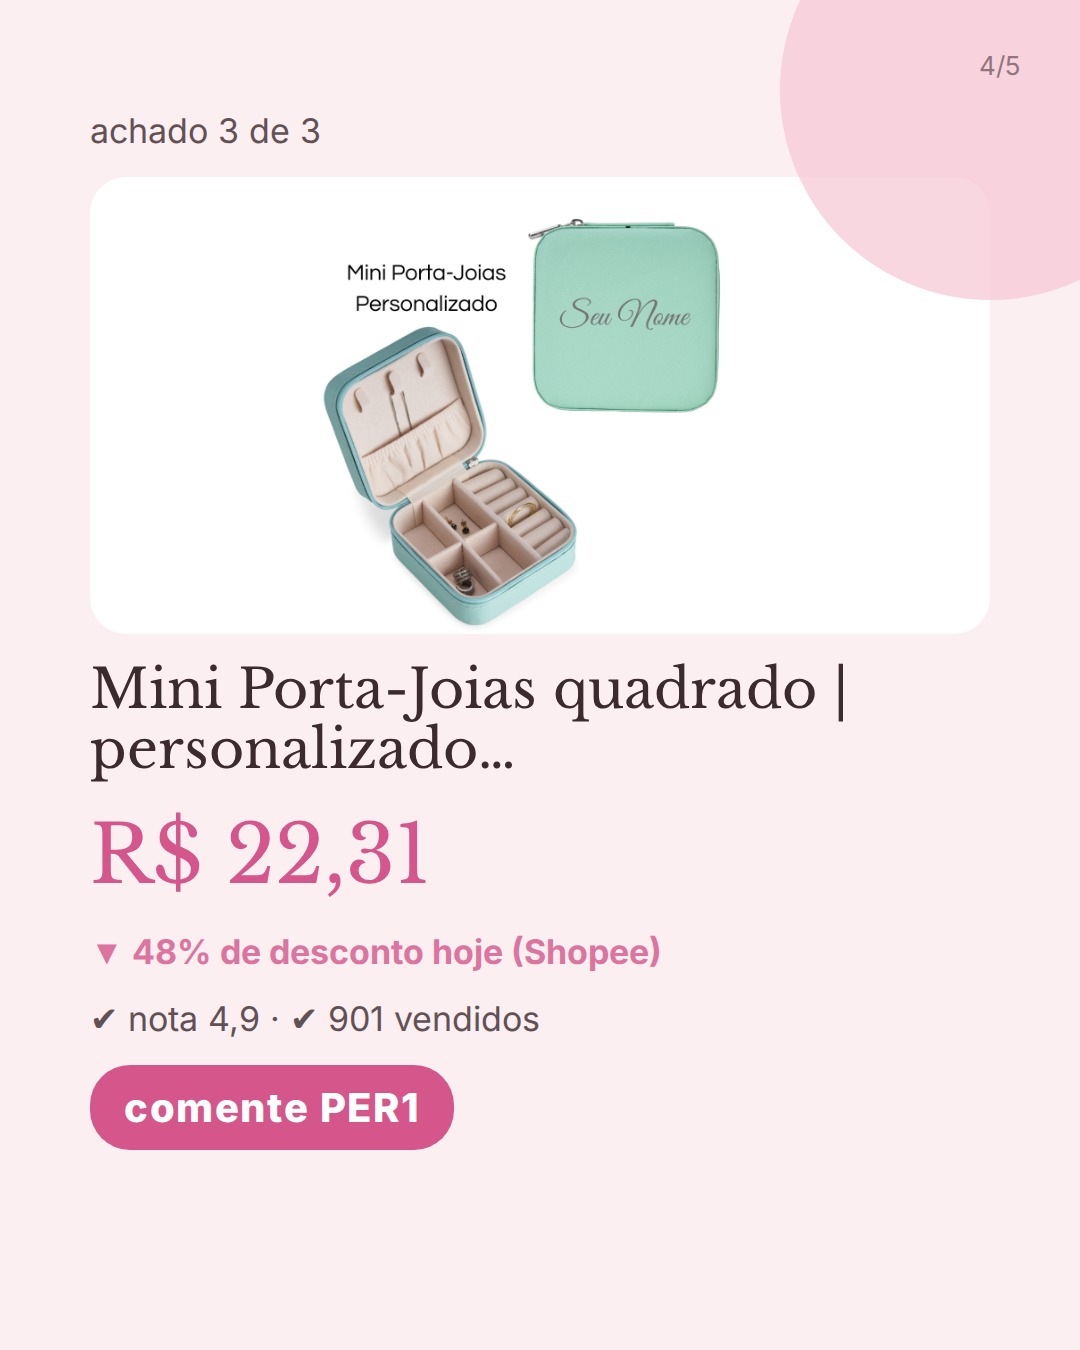 4/5
achado 3 de 3
Mini Porta-Joias
Personalizado
Seu Nome
Mini Porta-Joias quadrado |
personalizado...
R$ 22,31
▼ 48% de desconto hoje (Shopee)
✔ nota 4,9 · ✔ 901 vendidos
comente PER1